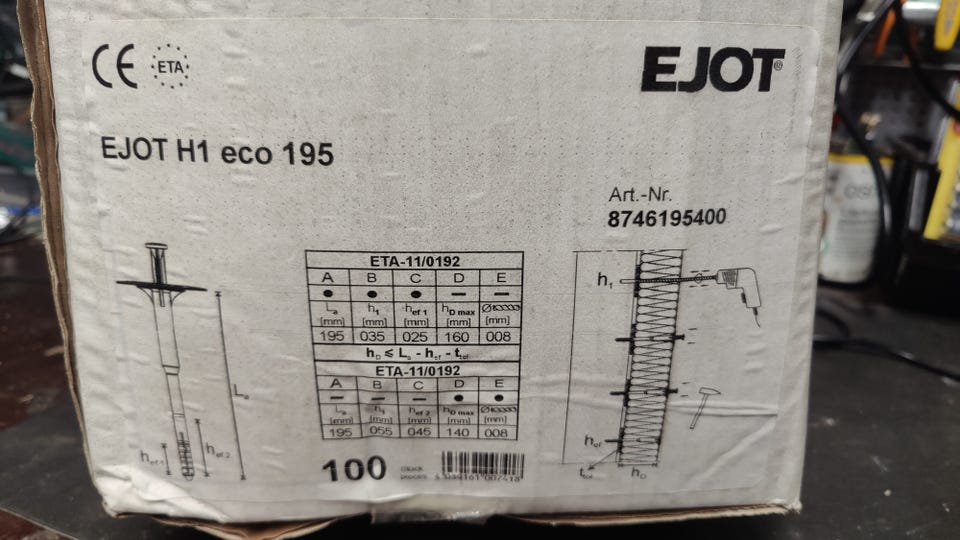 CE ETA
EJOT®
EJOT H1 eco 195
Art.-Nr.
8746195400
ETA-11/0192
A B C D E
● ● ● — —
La h1 hef 1 hD max Ø
[mm] [mm] [mm] [mm] [mm]
195 035 025 160 008
hD ≤ La - hef - ttol
ETA-11/0192
A B C D E
— — — ● ●
La h1 hef 2 hD max Ø
[mm] [mm] [mm] [mm] [mm]
195 055 045 140 008
La
hef 1
hef 2
h1
hef
ttol
hD
100 Stück
pieces